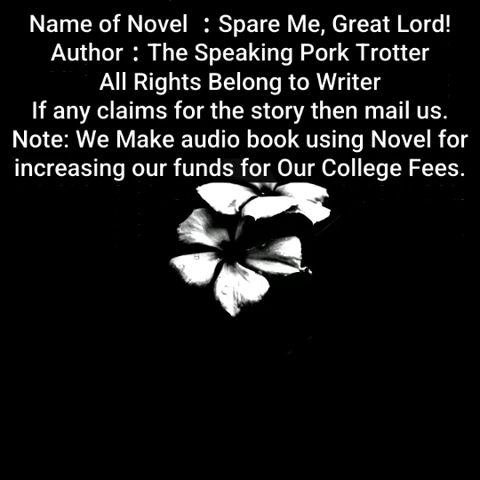 Name of Novel : Spare Me, Great Lord!
Author : The Speaking Pork Trotter
All Rights Belong to Writer
If any claims for the story then mail us.
Note: We Make audio book using Novel for
increasing our funds for Our College Fees.